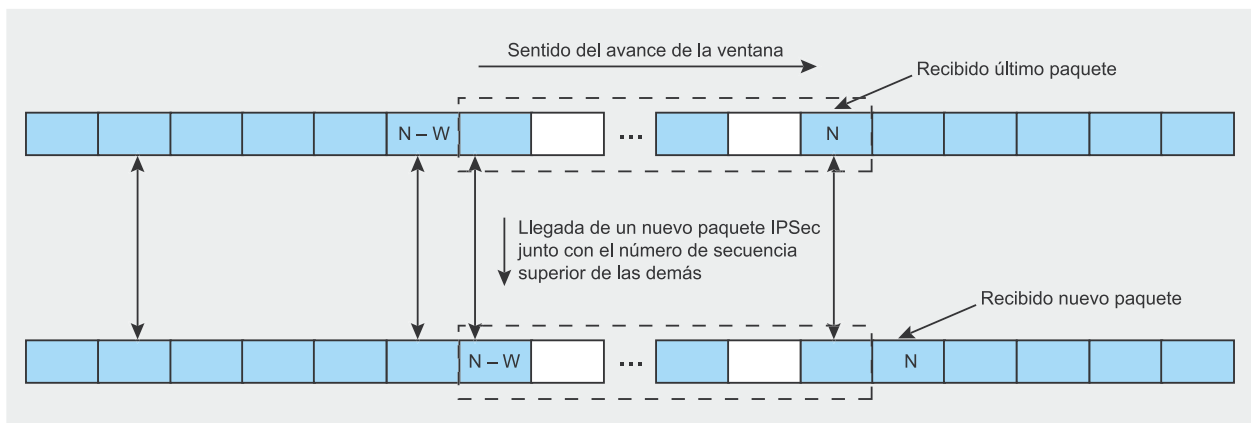 Sentido del avance de la ventana
Recibido último paquete
N – W
...
N
Llegada de un nuevo paquete IPSec
junto con el número de secuencia
superior de las demás
Recibido nuevo paquete
N – W
...
N